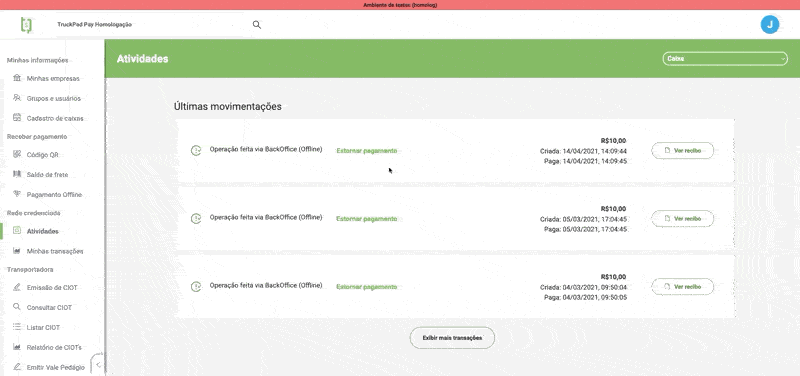 Ambiente de testes (homolog)
TruckPad Pay Homologação
J
Minhas informações
Minhas empresas
Grupos e usuários
Cadastro de caixas
Receber pagamento
Código QR
Saldo de frete
Pagamento Offline
Rede credenciada
Atividades
Minhas transações
Transportadora
Emissão de CIOT
Consultar CIOT
Listar CIOT
Relatório de CIOTs
Emitir Vale Pedágio
Atividades
Caixa
Últimas movimentações
Operação feita via BackOffice (Offline)
Estornar pagamento
R$10,00
Criada: 14/04/2021, 14:09:44
Paga: 14/04/2021, 14:09:45
Ver recibo
Operação feita via BackOffice (Offline)
Estornar pagamento
R$10,00
Criada: 05/03/2021, 17:04:45
Paga: 05/03/2021, 17:04:45
Ver recibo
Operação feita via BackOffice (Offline)
Estornar pagamento
R$10,00
Criada: 04/03/2021, 09:50:04
Paga: 04/03/2021, 09:50:05
Ver recibo
Exibir mais transações